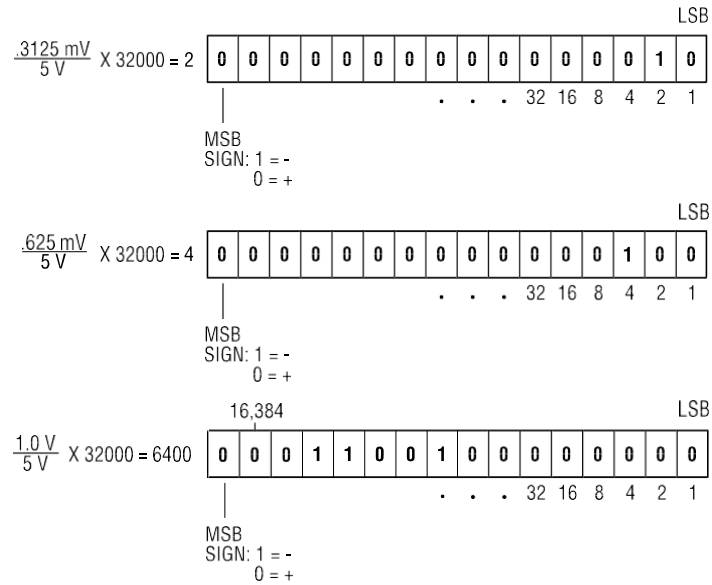 LSB
.3125 mV
5 V
X 32000 = 2
0 0 0 0 0 0 0 0 0 0 0 0 0 0 1 0
. . . 32 16 8 4 2 1
MSB
SIGN: 1 = -
0 = +
LSB
.625 mV
5 V
X 32000 = 4
0 0 0 0 0 0 0 0 0 0 0 0 0 1 0 0
. . . 32 16 8 4 2 1
MSB
SIGN: 1 = -
0 = +
16,384
LSB
1.0 V
5 V
X 32000 = 6400
0 0 0 1 1 0 0 1 0 0 0 0 0 0 0 0
. . . 32 16 8 4 2 1
MSB
SIGN: 1 = -
0 = +